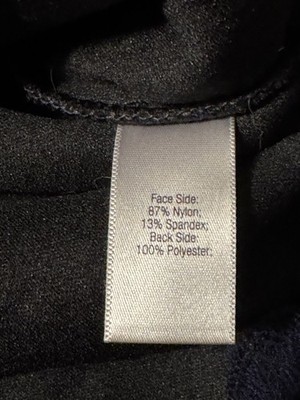 Face Side:
87% Nylon;
13% Spandex;
Back Side:
100% Polyester;